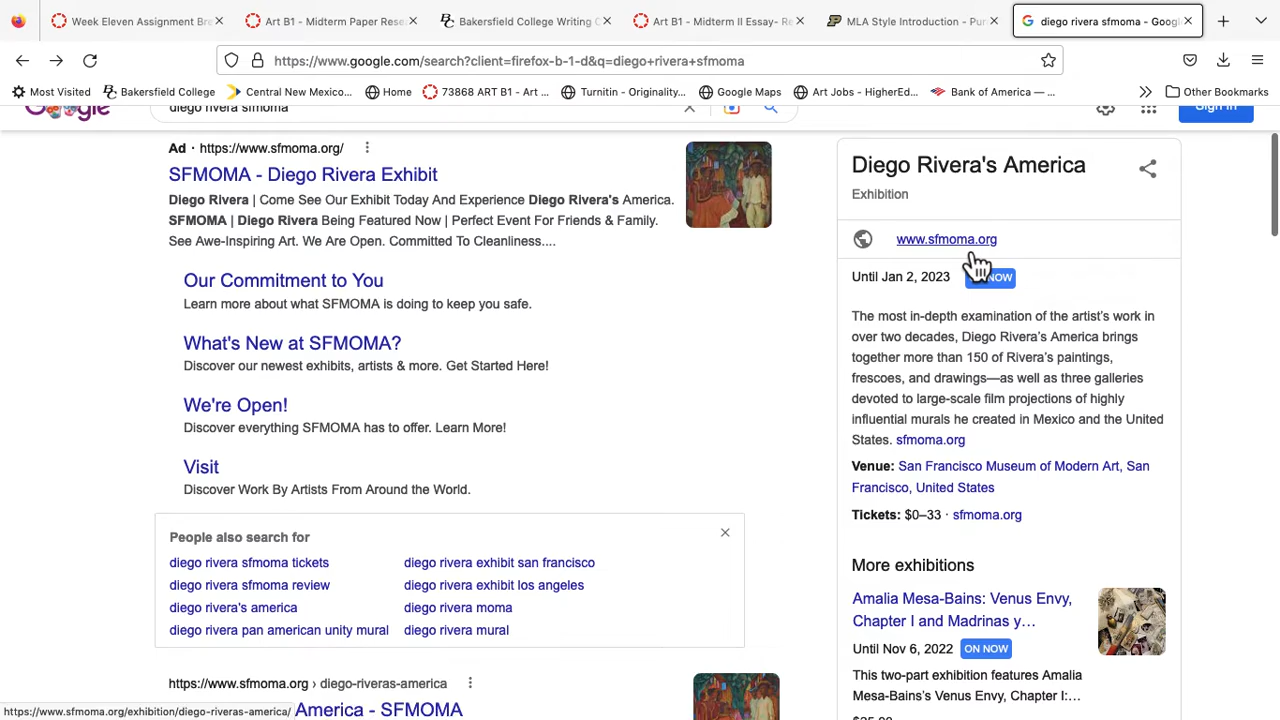 Week Eleven Assignment Br
Art B1 - Midterm Paper Rese
Bakersfield College Writing C
Art B1 - Midtem II Essay- Re
MLA Style Introduction - Pur
diego rivera sfmoma - Google
https://www.google.com/search?client=firefox-b-1-d&q=diego+rivera+sfmoma
Most Visited
Bakersfield College
Central New Mexico...
Home
73868 ART B1 - Art ...
Turnitin - Originality...
Google Maps
Art Jobs - HigherEd...
Bank of America — ...
Other Bookmarks
Google
diego rivera sfmoma
Sign in
Ad · https://www.sfmoma.org/
SFMOMA - Diego Rivera Exhibit
Diego Rivera | Come See Our Exhibit Today And Experience Diego Rivera's America.
SFMOMA | Diego Rivera Being Featured Now | Perfect Event For Friends & Family.
See Awe-Inspiring Art. We Are Open. Committed To Cleanliness....
Our Commitment to You
Learn more about what SFMOMA is doing to keep you safe.
What's New at SFMOMA?
Discover our newest exhibits, artists & more. Get Started Here!
We're Open!
Discover everything SFMOMA has to offer. Learn More!
Visit
Discover Work By Artists From Around the World.
People also search for
diego rivera sfmoma tickets
diego rivera exhibit san francisco
diego rivera sfmoma review
diego rivera exhibit los angeles
diego rivera's america
diego rivera moma
diego rivera pan american unity mural
diego rivera mural
https://www.sfmoma.org › diego-riveras-america
America - SFMOMA
https://www.sfmoma.org/exhibition/diego-riveras-america/
Diego Rivera's America
Exhibition
www.sfmoma.org
Until Jan 2, 2023 NOW
The most in-depth examination of the artist's work in
over two decades, Diego Rivera's America brings
together more than 150 of Rivera's paintings,
frescoes, and drawings—as well as three galleries
devoted to large-scale film projections of highly
influential murals he created in Mexico and the United
States. sfmoma.org
Venue: San Francisco Museum of Modern Art, San
Francisco, United States
Tickets: $0–33 · sfmoma.org
More exhibitions
Amalia Mesa-Bains: Venus Envy,
Chapter I and Madrinas y…
Until Nov 6, 2022 ON NOW
This two-part exhibition features Amalia
Mesa-Bains's Venus Envy, Chapter I:…